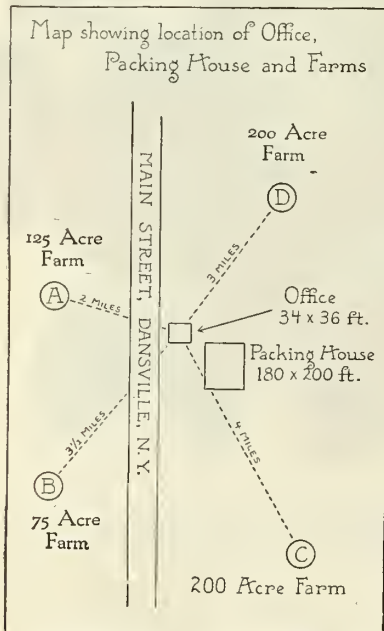 Map showing location of Office,
Packing House and Farms
200 Acre
Farm
D
MAIN STREET, DANSVILLE, N.Y.
125 Acre
Farm
A
2 MILES
3 MILES
Office
34 x 36 ft.
Packing House
180 x 200 ft.
3½ MILES
4 MILES
B
75 Acre
Farm
C
200 Acre Farm